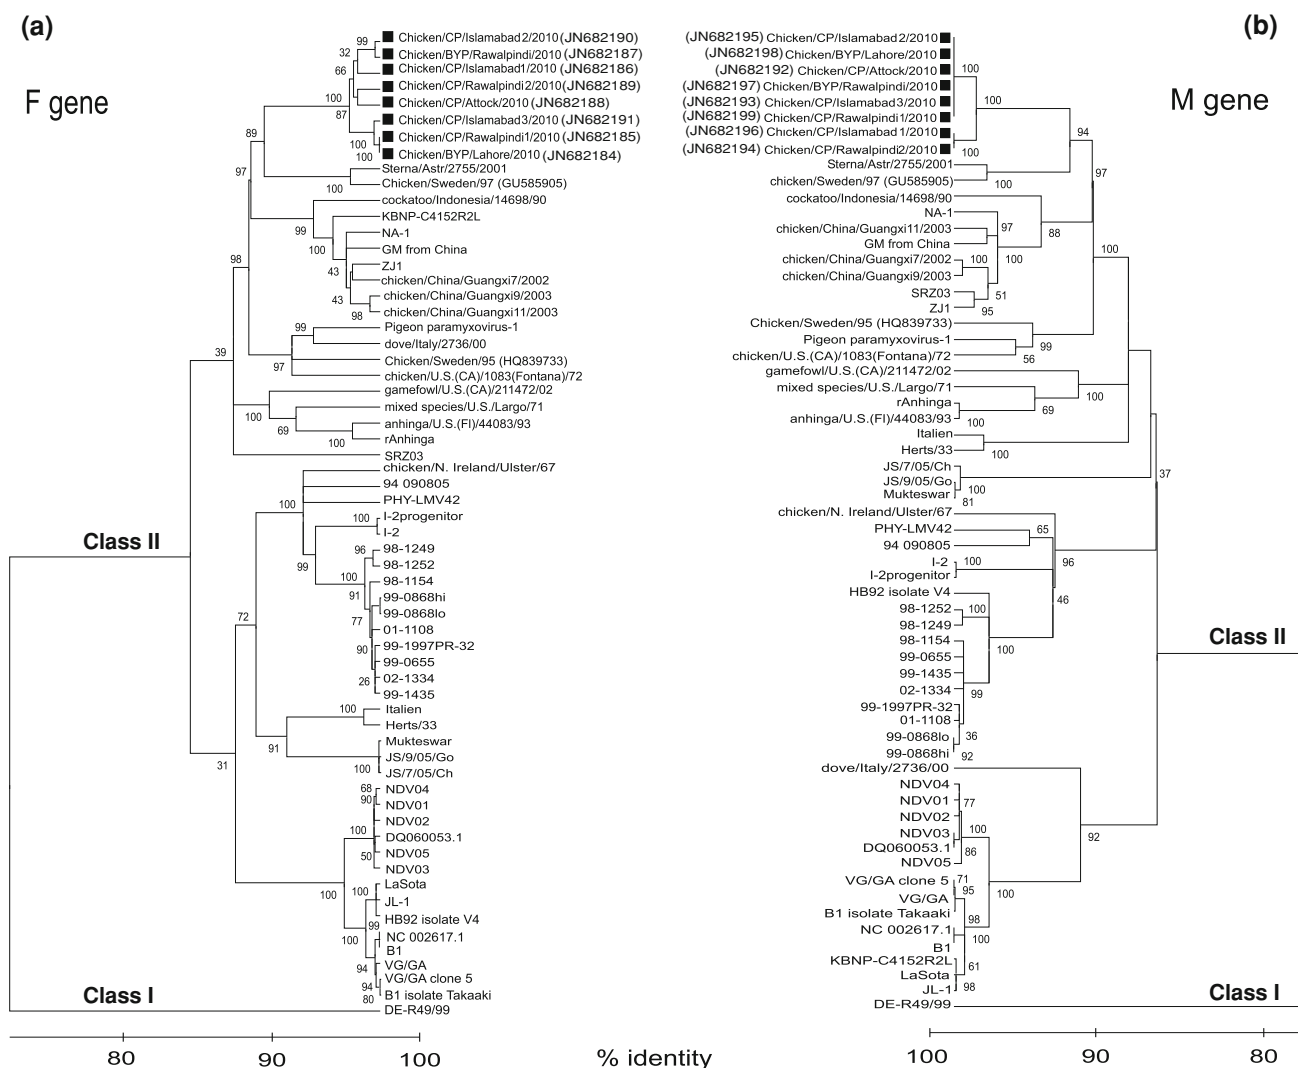 (a)
F gene
99
32
66
100
87
100
100
89
97
100
99
100
43
43
98
98
99
97
39
100
69
100
Chicken/CP/Islamabad2/2010 (JN682190)
Chicken/BYP/Rawalpindi/2010 (JN682187)
Chicken/CP/Islamabad1/2010 (JN682186)
Chicken/CP/Rawalpindi2/2010 (JN682189)
Chicken/CP/Attock/2010 (JN682188)
Chicken/CP/Islamabad3/2010 (JN682191)
Chicken/CP/Rawalpindi1/2010 (JN682185)
Chicken/BYP/Lahore/2010 (JN682184)
Sterna/Astr/2755/2001
Chicken/Sweden/97 (GU585905)
cockatoo/Indonesia/14698/90
KBNP-C4152R2L
NA-1
GM from China
ZJ1
chicken/China/Guangxi7/2002
chicken/China/Guangxi9/2003
chicken/China/Guangxi11/2003
Pigeon paramyxovirus-1
dove/Italy/2736/00
Chicken/Sweden/95 (HQ839733)
chicken/U.S.(CA)/1083(Fontana)/72
gamefowl/U.S.(CA)/211472/02
mixed species/U.S./Largo/71
anhinga/U.S.(Fl)/44083/93
rAnhinga
SRZ03
chicken/N. Ireland/Ulster/67
94 090805
PHY-LMV42
I-2progenitor
I-2
98-1249
98-1252
98-1154
99-0868hi
99-0868lo
01-1108
99-1997PR-32
99-0655
02-1334
99-1435
Italien
Herts/33
Mukteswar
JS/9/05/Go
JS/7/05/Ch
NDV04
NDV01
NDV02
DQ060053.1
NDV05
NDV03
LaSota
JL-1
HB92 isolate V4
NC 002617.1
B1
VG/GA
VG/GA clone 5
B1 isolate Takaaki
DE-R49/99
100
100
99
96
100
91
77
90
26
72
100
91
100
31
68
90
100
50
100
100
99
100
94
94
80
Class II
Class I
80
90
100
% identity
(b)
M gene
(JN682195) Chicken/CP/Islamabad2/2010
(JN682198) Chicken/BYP/Lahore/2010
(JN682192) Chicken/CP/Attock/2010
(JN682197) Chicken/BYP/Rawalpindi/2010
(JN682193) Chicken/CP/Islamabad3/2010
(JN682199) Chicken/CP/Rawalpindi1/2010
(JN682196) Chicken/CP/Islamabad1/2010
(JN682194) Chicken/CP/Rawalpindi2/2010
Sterna/Astr/2755/2001
chicken/Sweden/97 (GU585905)
cockatoo/Indonesia/14698/90
NA-1
chicken/China/Guangxi11/2003
GM from China
chicken/China/Guangxi7/2002
chicken/China/Guangxi9/2003
SRZ03
ZJ1
Chicken/Sweden/95 (HQ839733)
Pigeon paramyxovirus-1
chicken/U.S.(CA)/1083(Fontana)/72
gamefowl/U.S.(CA)/211472/02
mixed species/U.S./Largo/71
rAnhinga
anhinga/U.S.(Fl)/44083/93
Italien
Herts/33
JS/7/05/Ch
JS/9/05/Go
Mukteswar
chicken/N. Ireland/Ulster/67
PHY-LMV42
94 090805
I-2
I-2progenitor
HB92 isolate V4
98-1252
98-1249
98-1154
99-0655
99-1435
02-1334
99-1997PR-32
01-1108
99-0868lo
99-0868hi
dove/Italy/2736/00
NDV04
NDV01
NDV02
NDV03
DQ060053.1
NDV05
VG/GA clone 5
VG/GA
B1 isolate Takaaki
NC 002617.1
B1
KBNP-C4152R2L
LaSota
JL-1
DE-R49/99
100
100
100
94
100
97
97
88
100
100
100
51
95
99
56
100
69
100
100
100
81
37
65
96
100
46
100
100
99
36
92
77
100
86
92
71
95
100
98
100
61
98
Class II
Class I
100
90
80